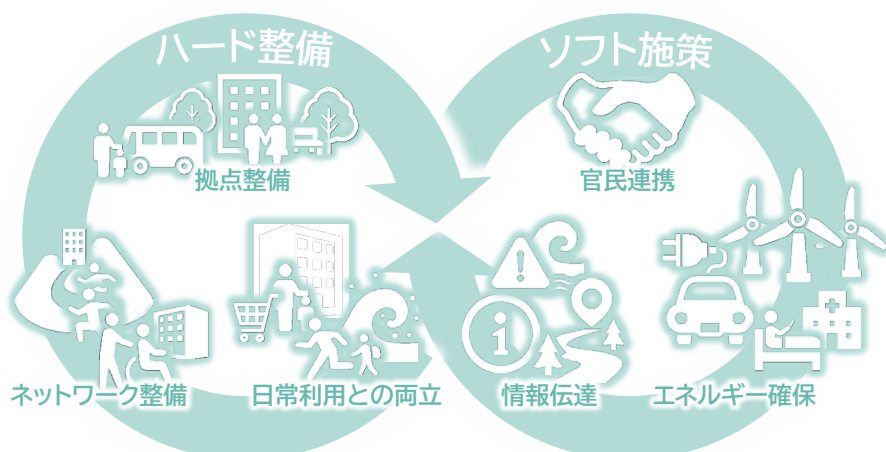 ハード整備
ソフト施策
拠点整備
官民連携
ネットワーク整備
日常利用との両立
情報伝達
エネルギー確保